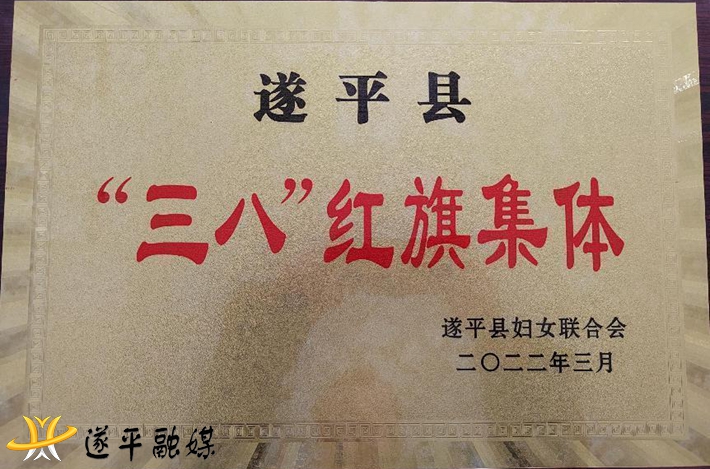 遂平县
“三八”红旗集体
遂平县妇女联合会
二〇二二年三月
遂平融媒